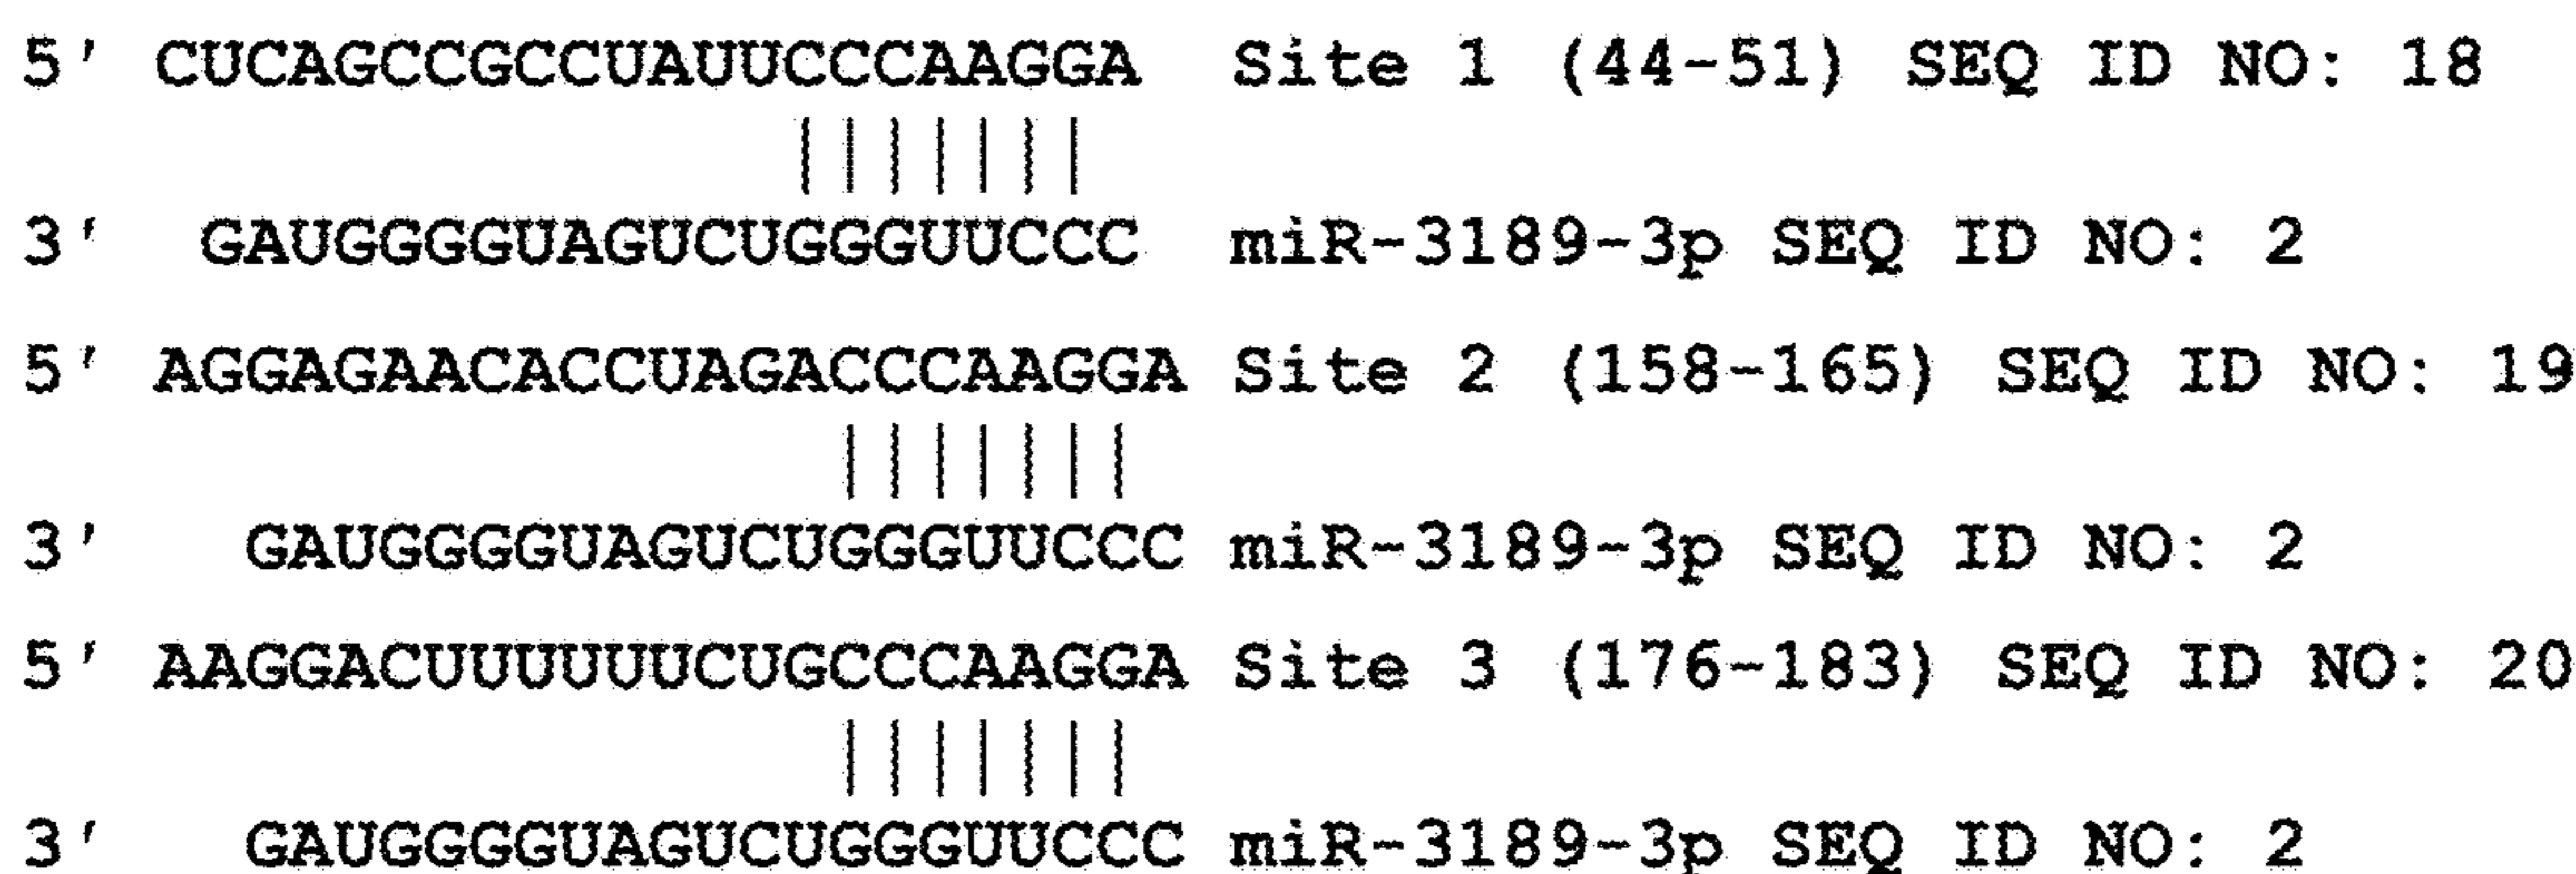 5' CUCAGCCGCCUAUUCCCAAGGA Site 1 (44-51) SEQ ID NO: 18
|||||||
3' GAUGGGGUAGUCUGGGUUCCC miR-3189-3p SEQ ID NO: 2
5' AGGAGAACACCUAGACCCAAGGA Site 2 (158-165) SEQ ID NO: 19
|||||||
3' GAUGGGGUAGUCUGGGUUCCC miR-3189-3p SEQ ID NO: 2
5' AAGGACUUUUUUCUGCCCAAGGA Site 3 (176-183) SEQ ID NO: 20
|||||||
3' GAUGGGGUAGUCUGGGUUCCC miR-3189-3p SEQ ID NO: 2